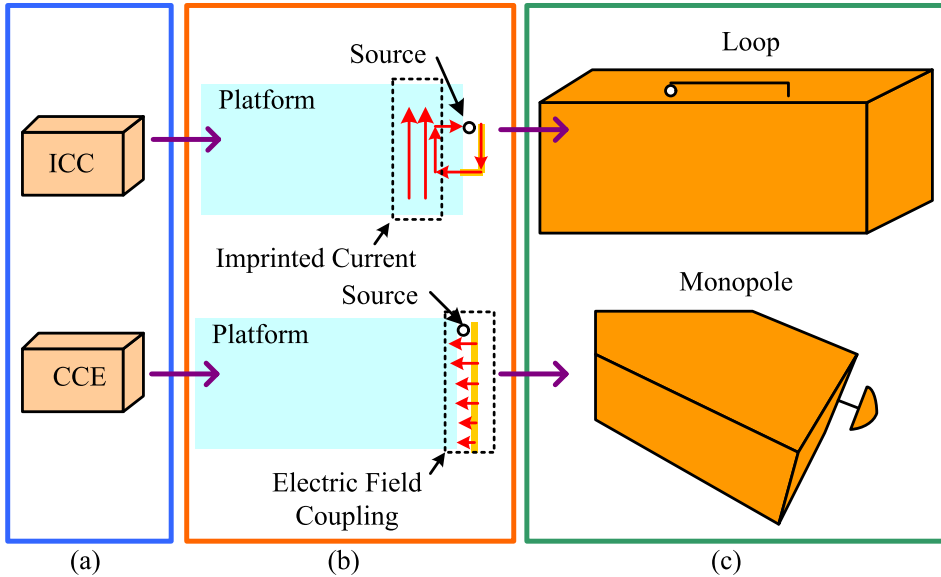 ICC
CCE
(a)
Source
Platform
Imprinted Current
Source
Platform
Electric Field
Coupling
(b)
Loop
Monopole
(c)